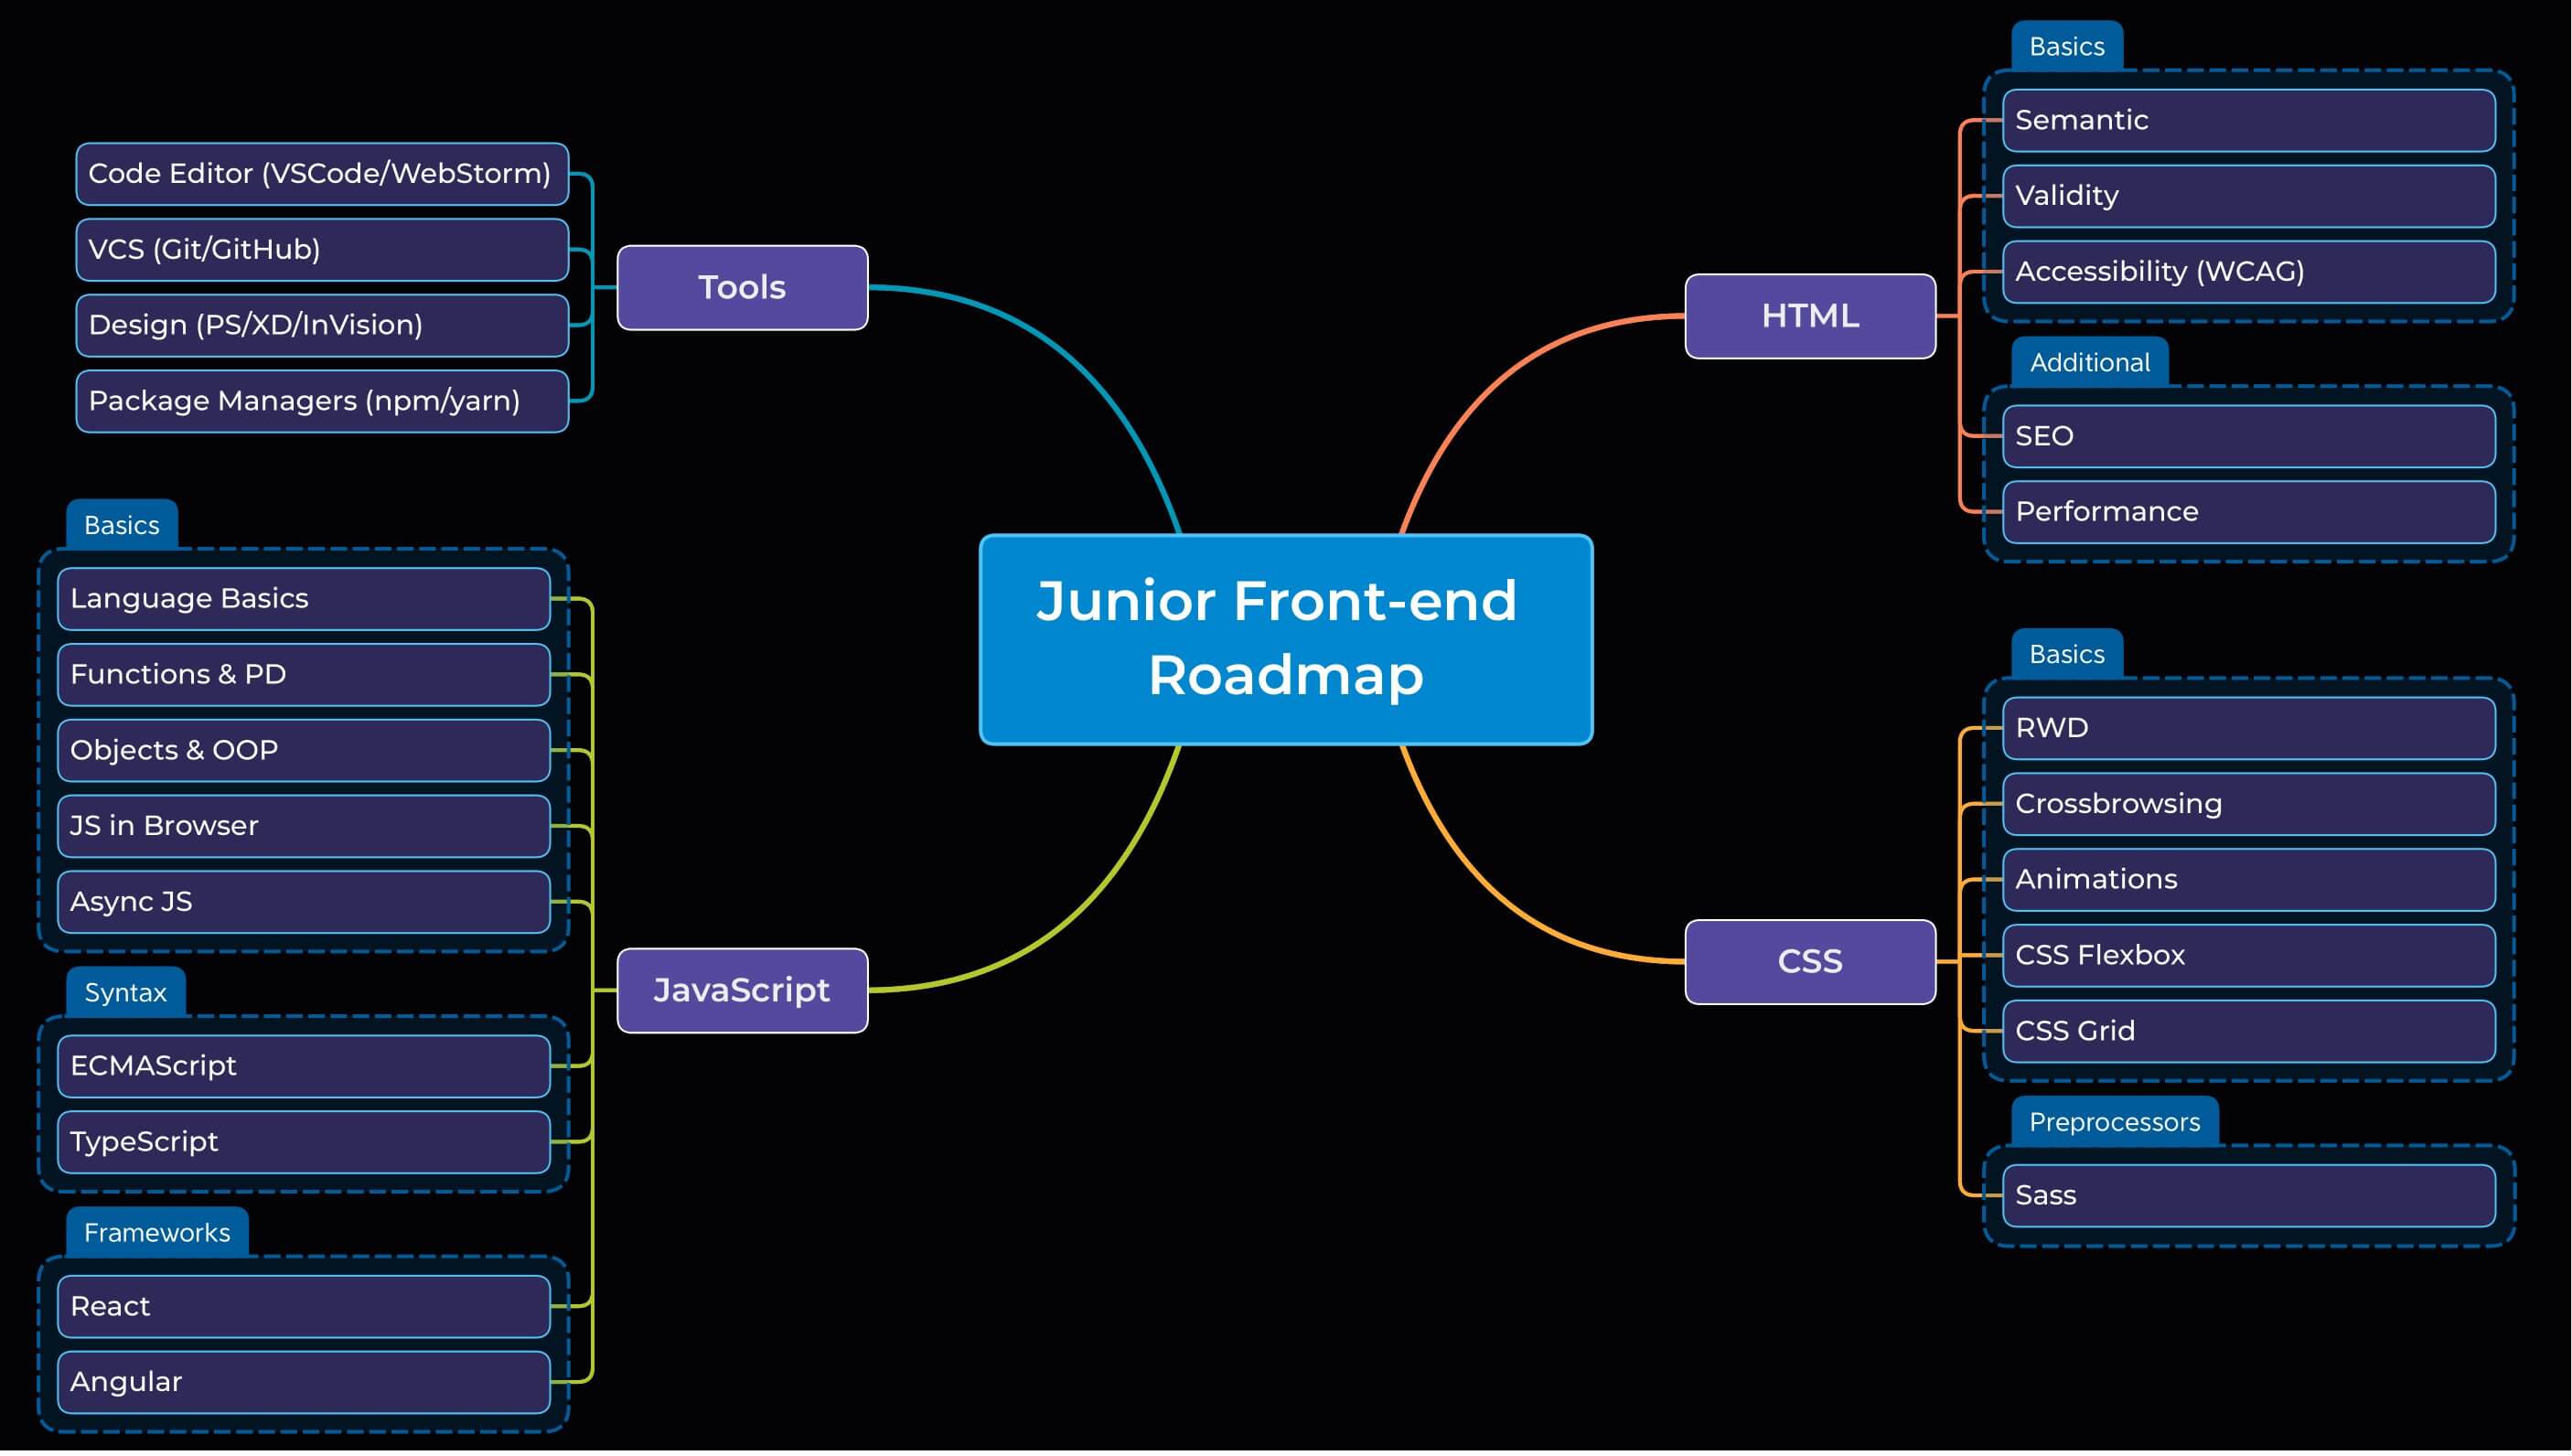 Junior Front-end
Roadmap
Tools
Code Editor (VSCode/WebStorm)
VCS (Git/GitHub)
Design (PS/XD/InVision)
Package Managers (npm/yarn)
JavaScript
Basics
Language Basics
Functions & PD
Objects & OOP
JS in Browser
Async JS
Syntax
ECMAScript
TypeScript
Frameworks
React
Angular
HTML
Basics
Semantic
Validity
Accessibility (WCAG)
Additional
SEO
Performance
CSS
Basics
RWD
Crossbrowsing
Animations
CSS Flexbox
CSS Grid
Preprocessors
Sass